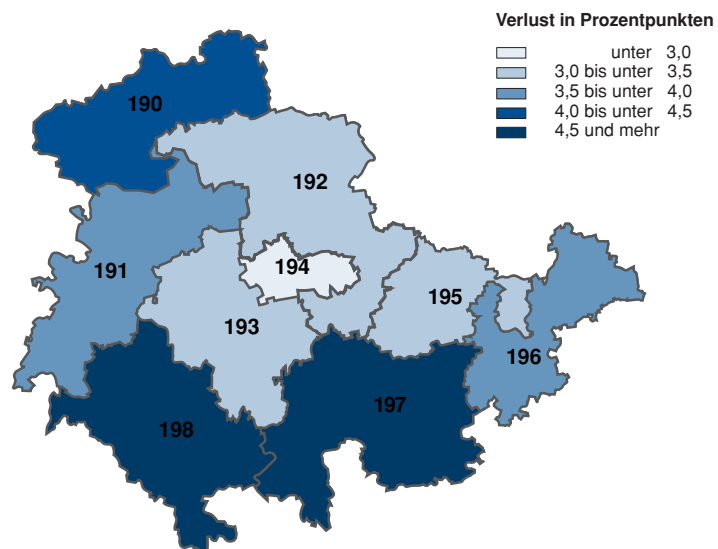 Verlust in Prozentpunkten
unter 3,0
3,0 bis unter 3,5
3,5 bis unter 4,0
4,0 bis unter 4,5
4,5 und mehr
190
192
194
191
195
193
196
197
198